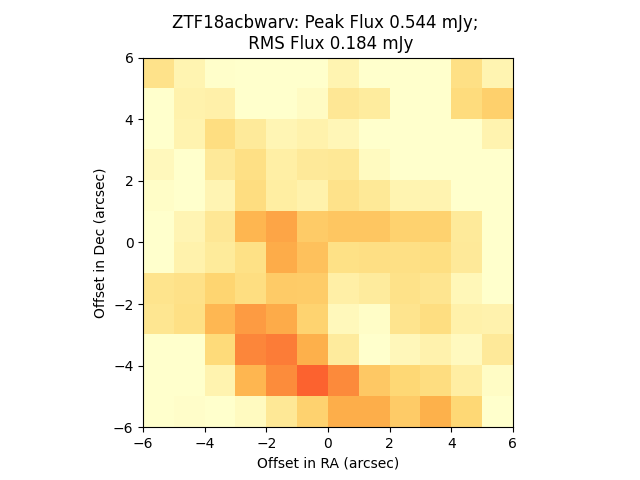 ZTF18acbwarv: Peak Flux 0.544 mJy;
RMS Flux 0.184 mJy
6
4
2
0
−2
−4
−6
Offset in Dec (arcsec)
−6 −4 −2 0 2 4 6
Offset in RA (arcsec)